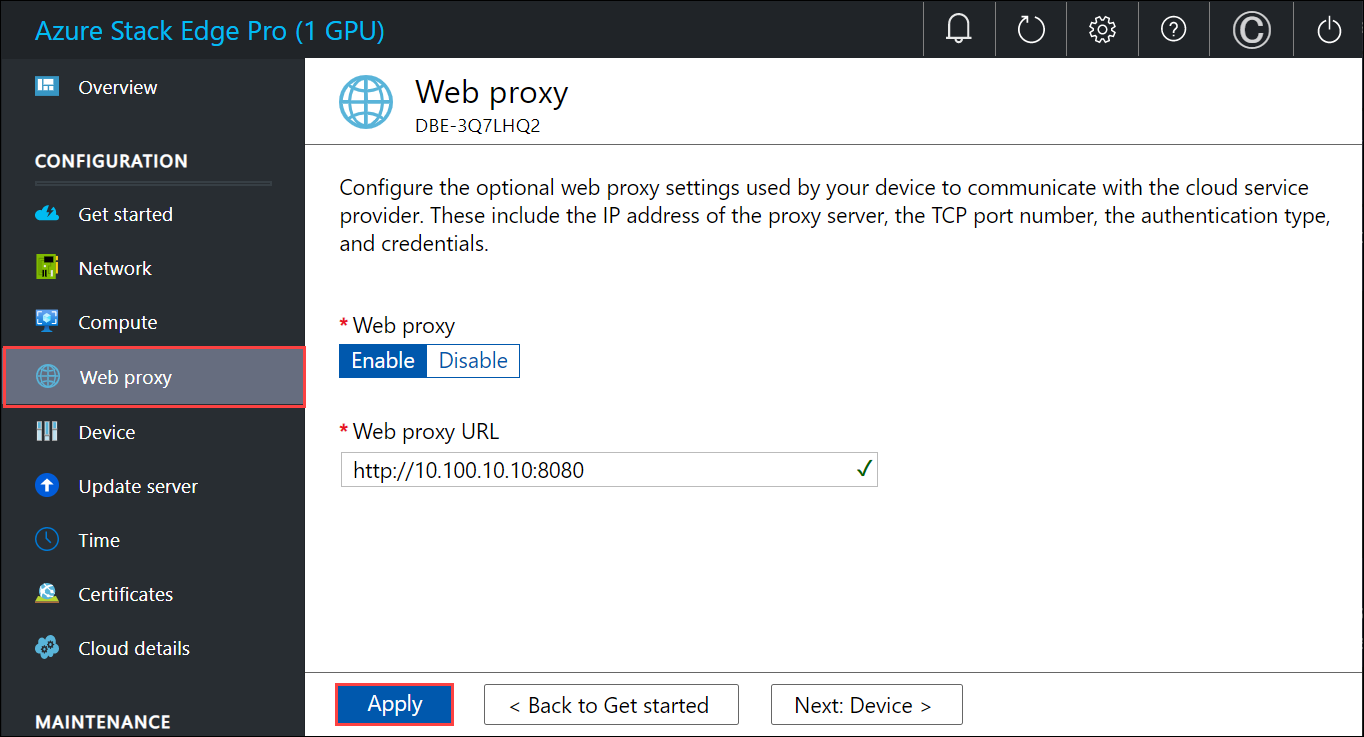 Azure Stack Edge Pro (1 GPU)
Overview
CONFIGURATION
Get started
Network
Compute
Web proxy
Device
Update server
Time
Certificates
Cloud details
MAINTENANCE
Web proxy
DBE-3Q7LHQ2
Configure the optional web proxy settings used by your device to communicate with the cloud service
provider. These include the IP address of the proxy server, the TCP port number, the authentication type,
and credentials.
* Web proxy
Enable Disable
* Web proxy URL
http://10.100.10.10:8080
Apply < Back to Get started Next: Device >